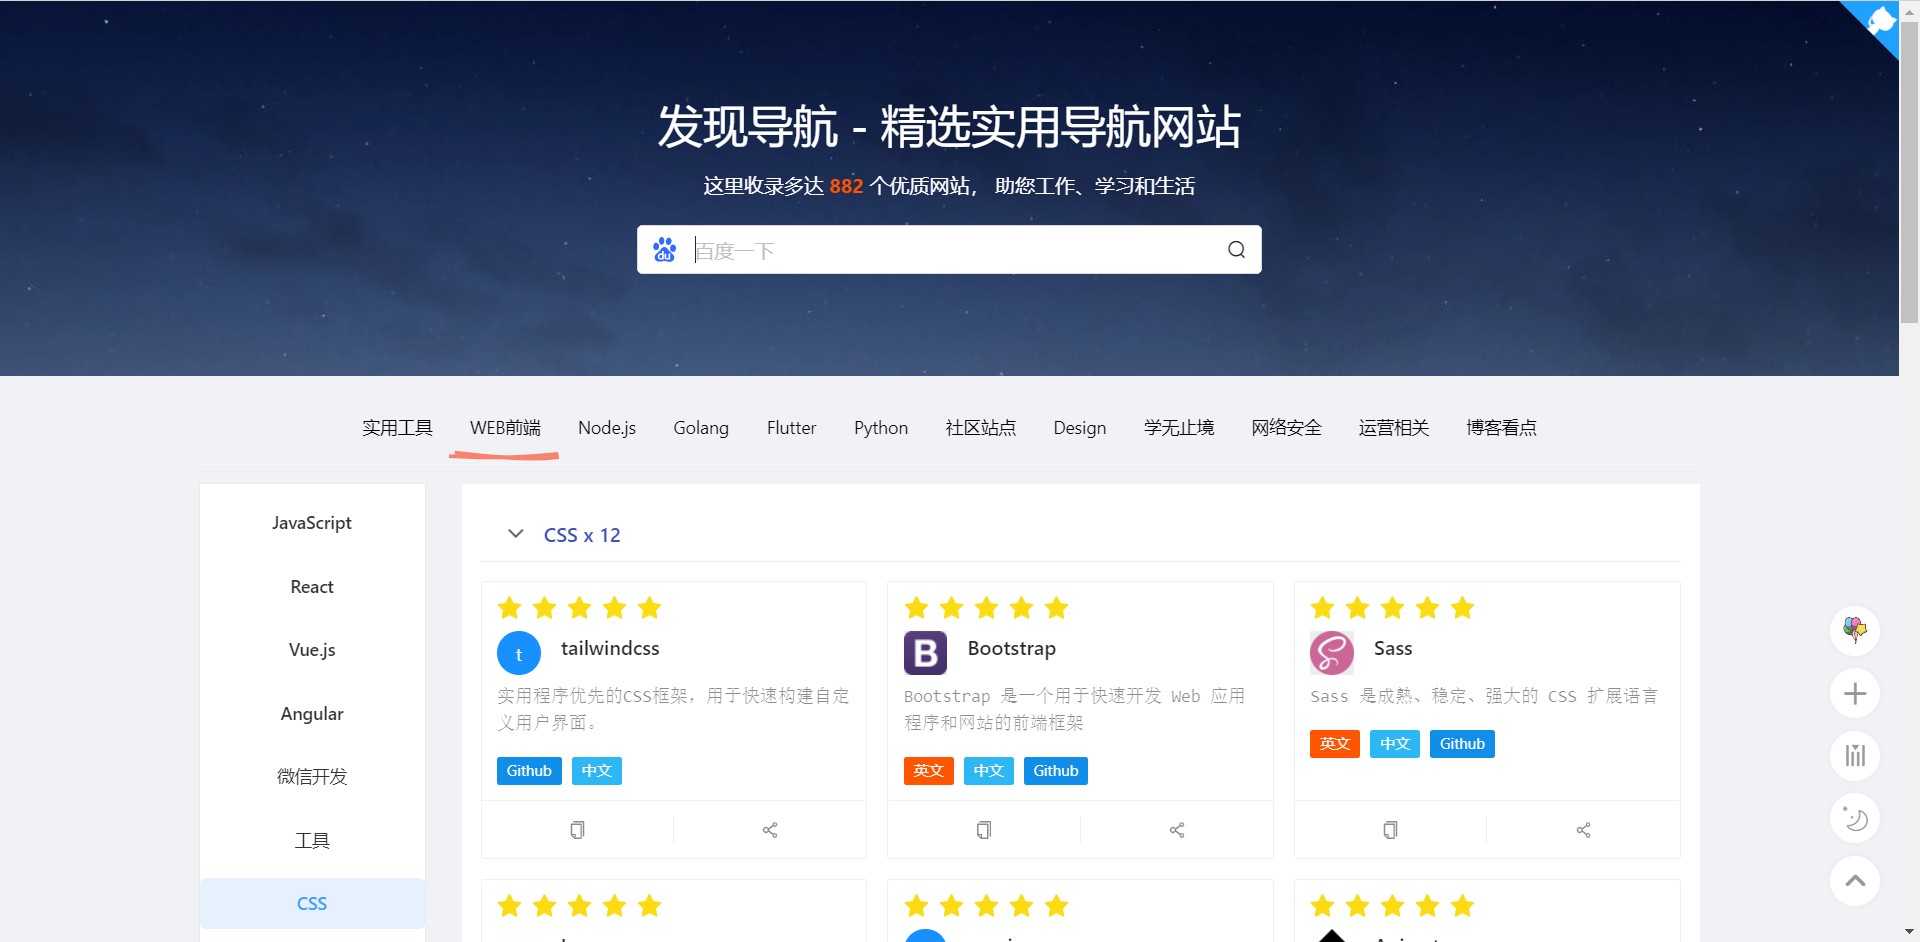 发现导航 - 精选实用导航网站
这里收录多达 882 个优质网站， 助您工作、学习和生活
du 百度一下
实用工具 WEB前端 Node.js Golang Flutter Python 社区站点 Design 学无止境 网络安全 运营相关 博客看点
JavaScript
React
Vue.js
Angular
微信开发
工具
CSS
CSS x 12
t tailwindcss
实用程序优先的CSS框架，用于快速构建自定
义用户界面。
Github 中文
B Bootstrap
Bootstrap 是一个用于快速开发 Web 应用
程序和网站的前端框架
英文 中文 Github
Sass
Sass 是成熟、稳定、强大的 CSS 扩展语言
英文 中文 Github